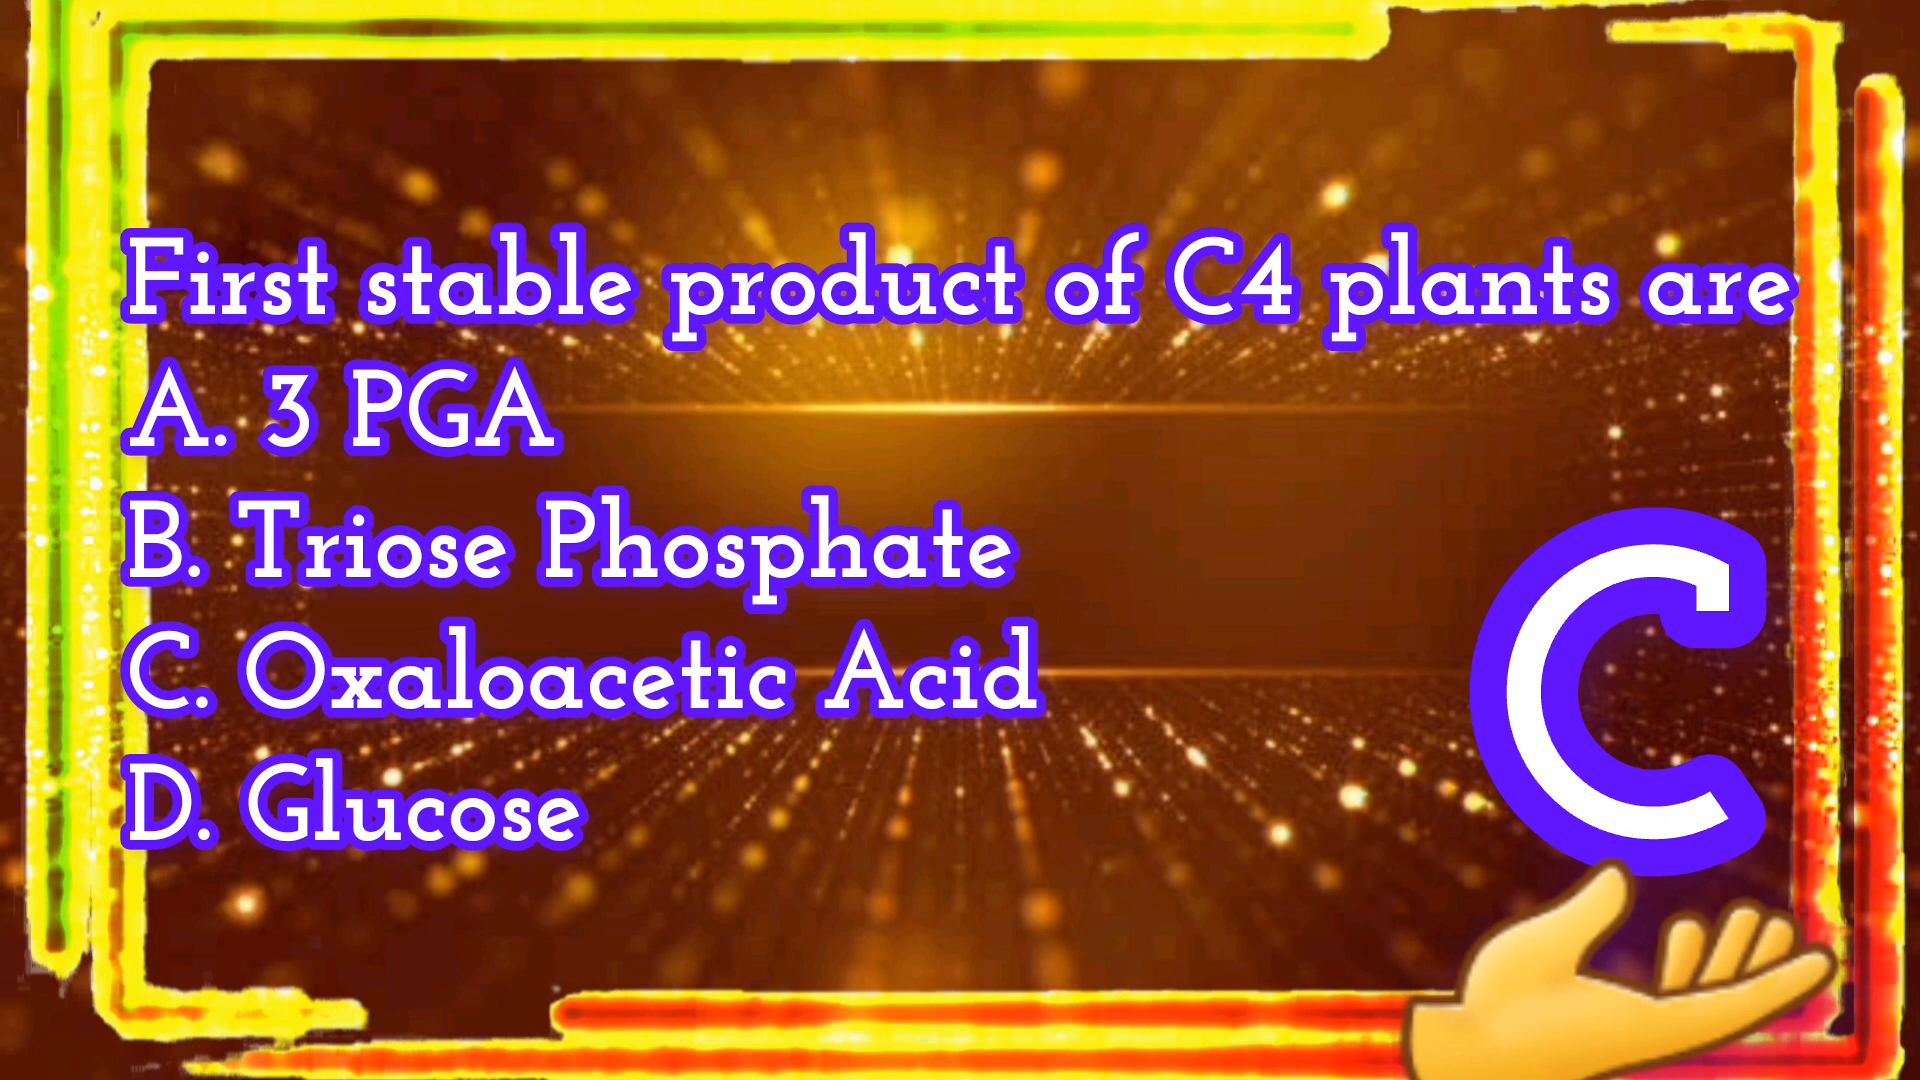 First stable product of C4 plants are
A. 3 PGA
B. Triose Phosphate
C. Oxaloacetic Acid
D. Glucose
C